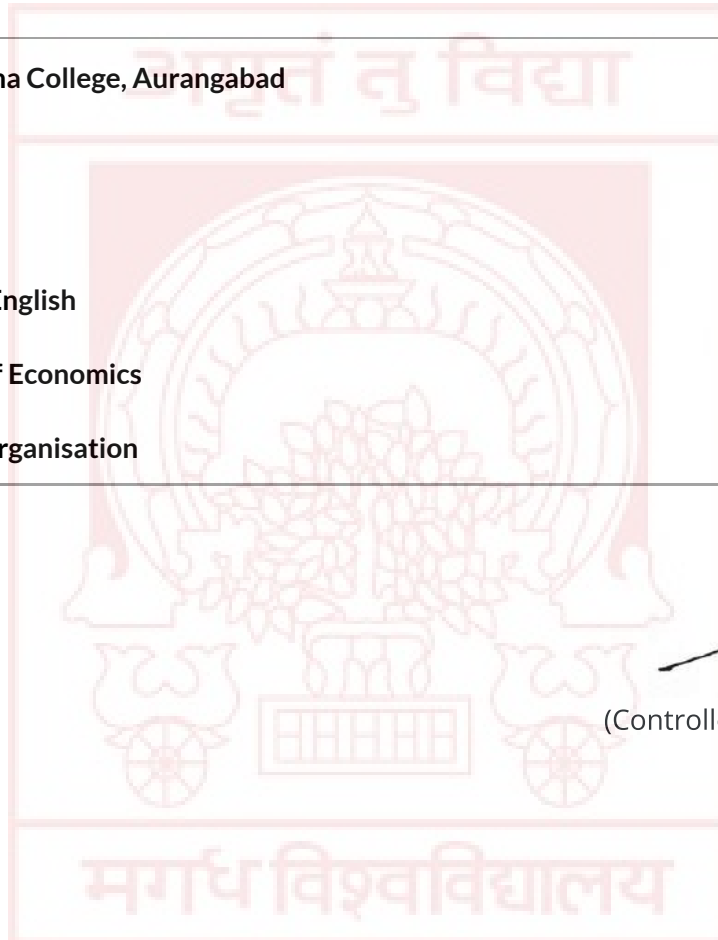 अमृतं तु विद्या
na College, Aurangabad
English
f Economics
rganisation
(Controll
मगध विश्वविद्यालय